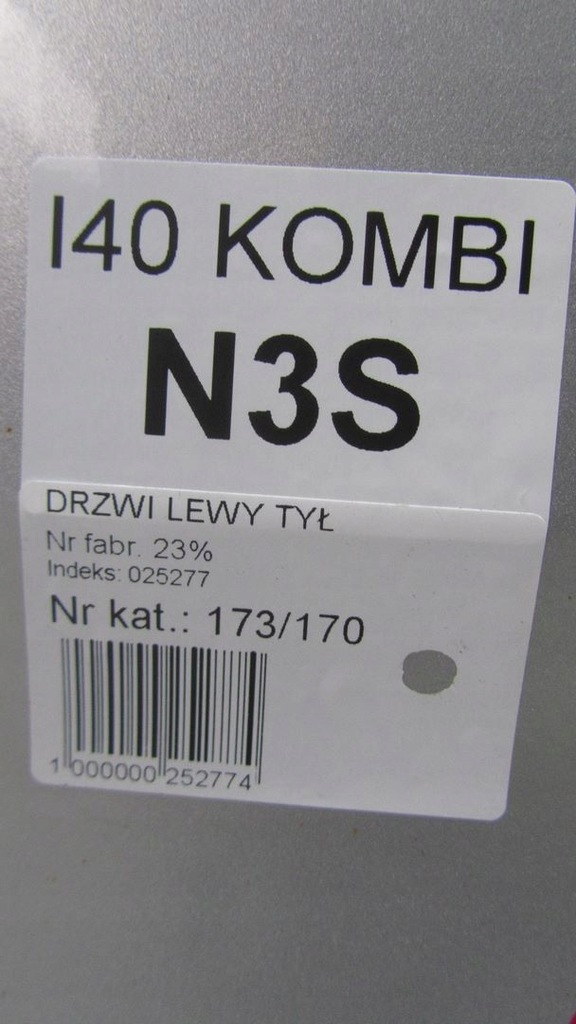 I40 KOMBI
N3S
DRZWI LEWY TYŁ
Nr fabr. 23%
Indeks: 025277
Nr kat.: 173/170
1 000000 252774